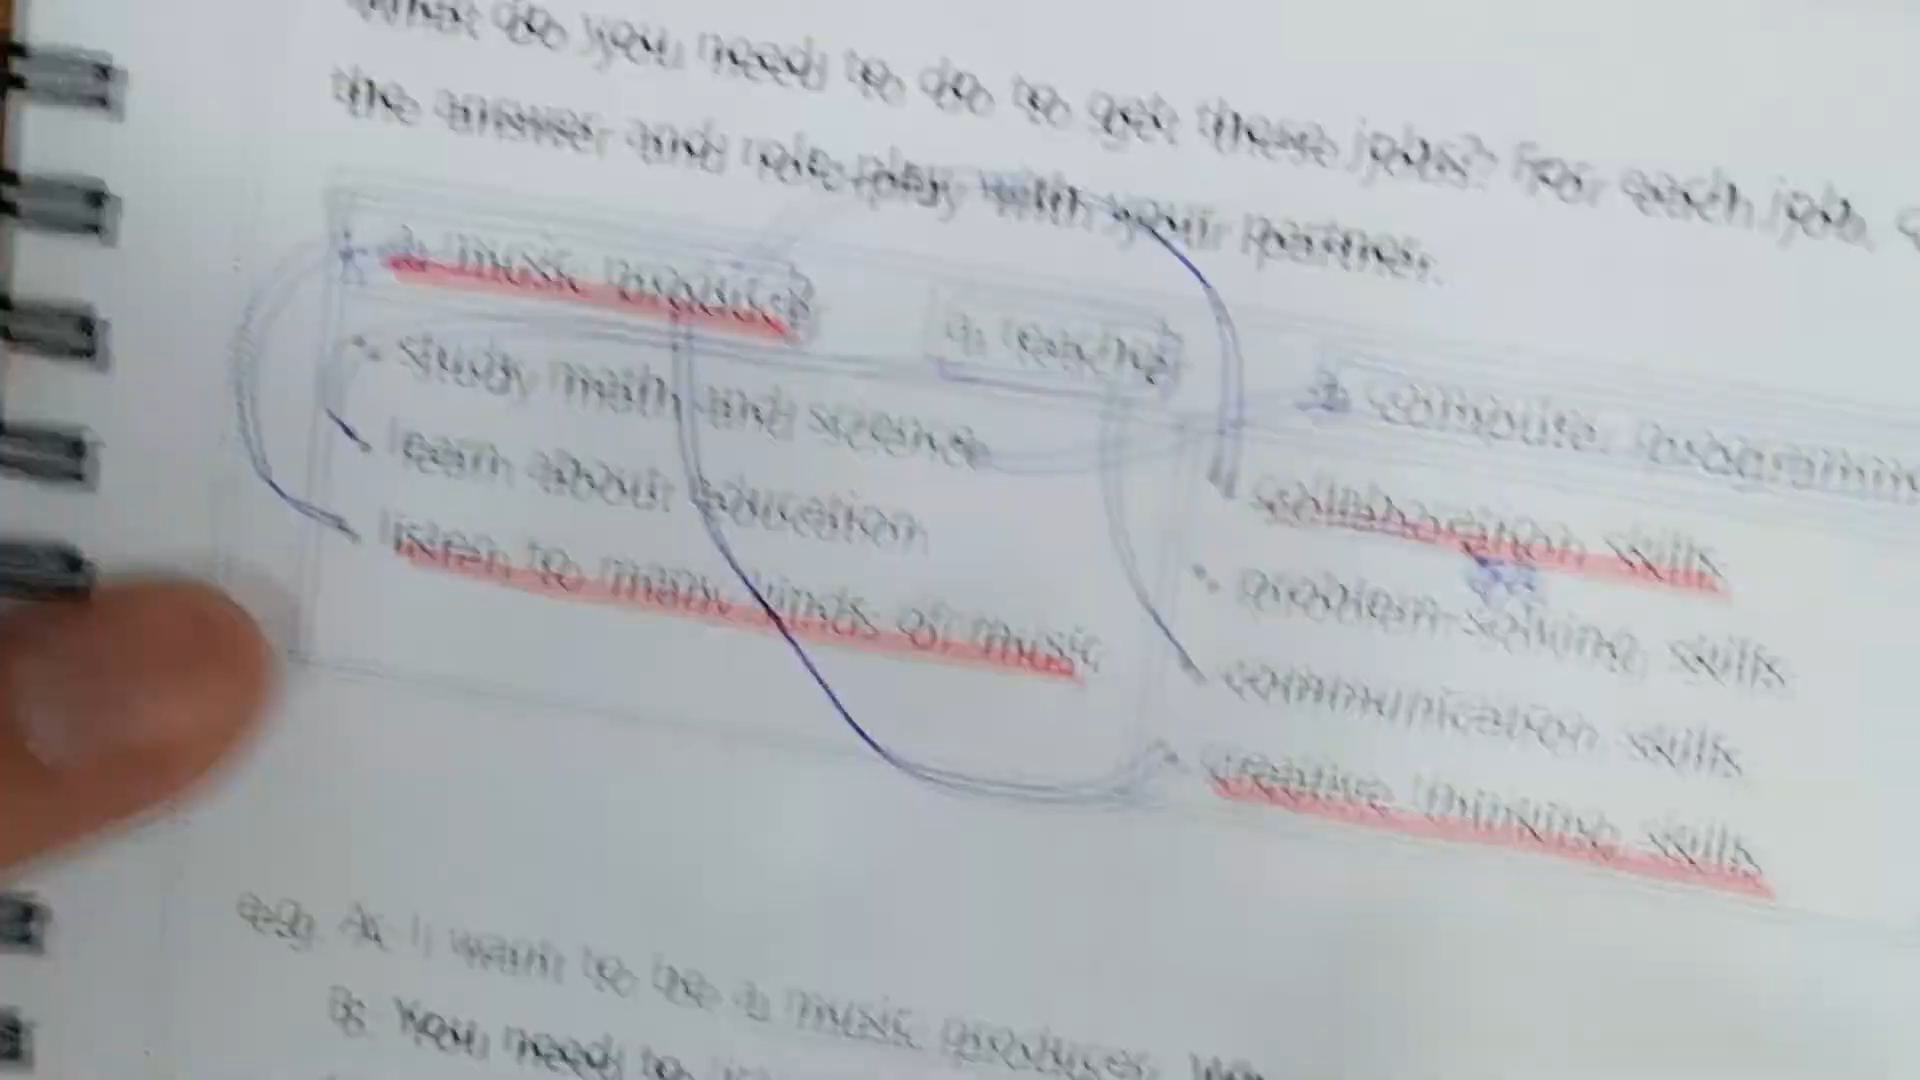 What do you need to do to get these jobs? For each job,
the answer and role-play with your partner.
a music producer
a teacher
a computer programmer
study math and science
learn about education
listen to many kinds of music
collaboration skills
problem-solving skills
communication skills
creative thinking skills
e.g. A: I want to be a music producer.
B: You need to